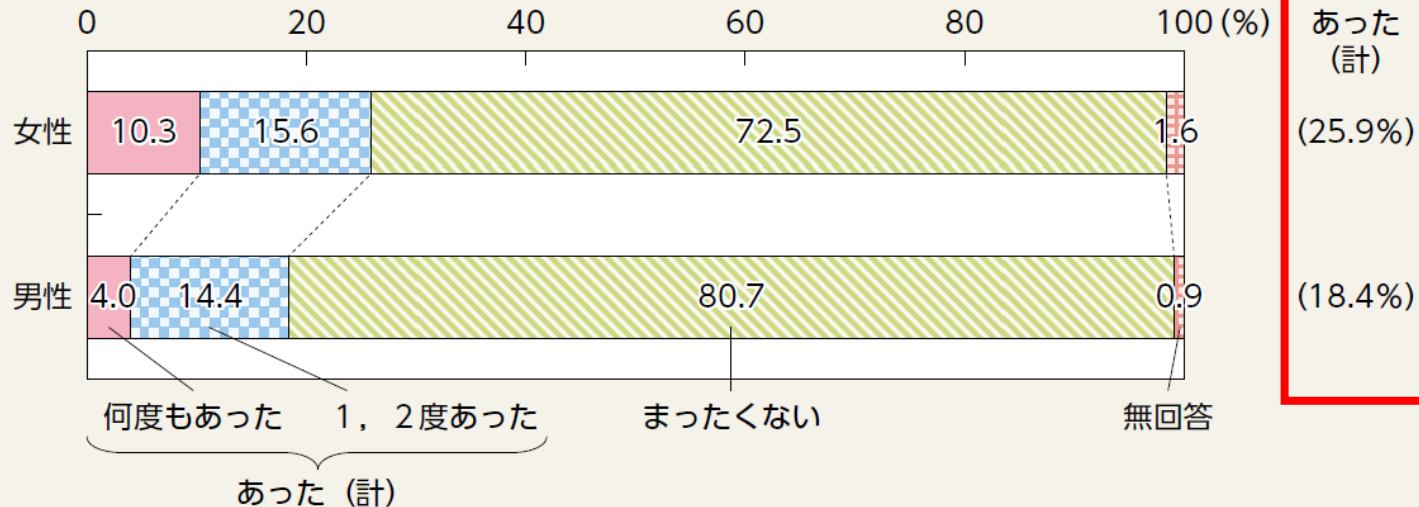 0 20 40 60 80 100 (%)
あった
(計)
女性 10.3 15.6 72.5 1.6 (25.9%)
男性 4.0 14.4 80.7 0.9 (18.4%)
何度もあった 1，2度あった まったくない 無回答
あった（計）